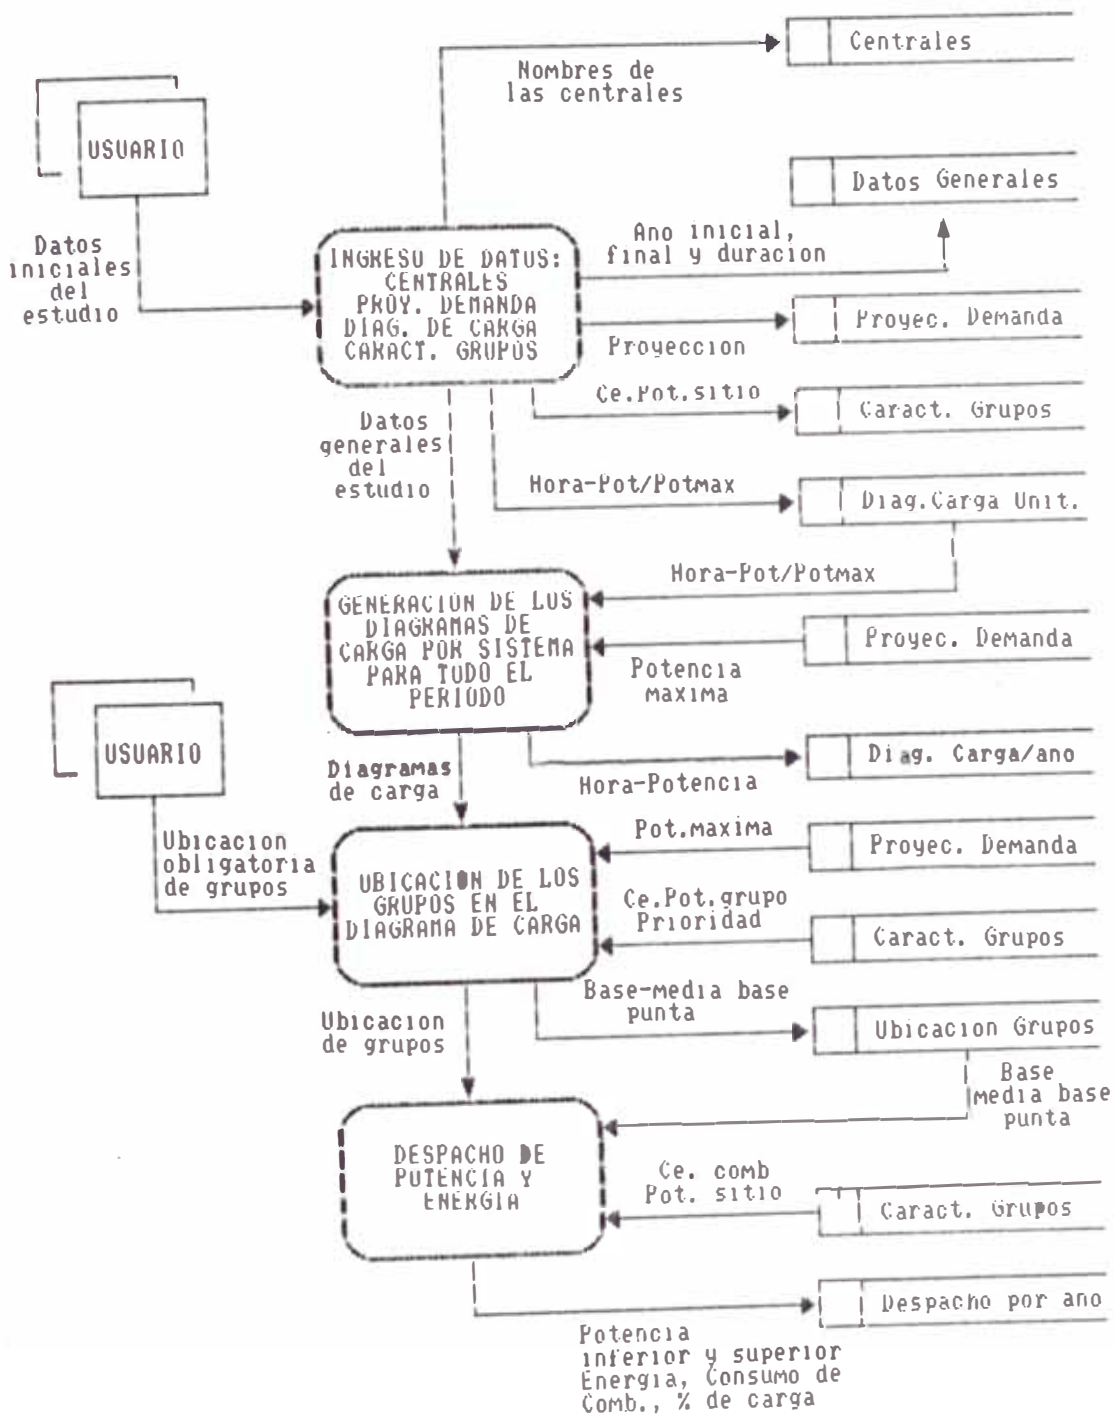 Centrales
Nombres de
las centrales
USUARIO
Datos Generales
Datos
iniciales
del
estudio
Ano inicial,
final y duracion
INGRESO DE DATOS:
CENTRALES
PROY. DEMANDA
DIAG. DE CARGA
CARACT. GRUPOS
Proyec. Demanda
Proyeccion
Ce.Pot.sitio
Caract. Grupos
Datos
generales
del
estudio
Hora-Pot/Potmax
Diag.Carga Unit.
Hora-Pot/Potmax
GENERACION DE LOS
DIAGRAMAS DE
CARGA POR SISTEMA
PARA TODO EL
PERIODO
Proyec. Demanda
Potencia
maxima
USUARIO
Diagramas
de carga
Hora-Potencia
Diag. Carga/ano
Ubicacion
obligatoria
de grupos
Pot.maxima
Proyec. Demanda
UBICACION DE LOS
GRUPOS EN EL
DIAGRAMA DE CARGA
Ce.Pot.grupo
Prioridad
Caract. Grupos
Ubicacion
de grupos
Base-media base
punta
Ubicacion Grupos
Base
media base
punta
DESPACHO DE
POTENCIA Y
ENERGIA
Ce. comb
Pot. sitio
Caract. Grupos
Despacho por ano
Potencia
inferior y superior
Energia, Consumo de
Comb., % de carga